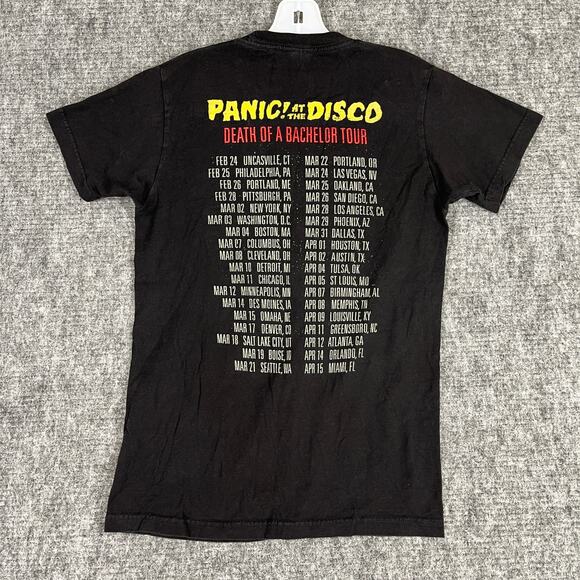 PANIC! AT THE DISCO
DEATH OF A BACHELOR TOUR
FEB 24 UNCASVILLE, CT
FEB 25 PHILADELPHIA, PA
FEB 26 PORTLAND, ME
FEB 28 PITTSBURGH, PA
MAR 02 NEW YORK, NY
MAR 03 WASHINGTON, D.C.
MAR 04 BOSTON, MA
MAR 07 COLUMBUS, OH
MAR 08 CLEVELAND, OH
MAR 10 DETROIT, MI
MAR 11 CHICAGO, IL
MAR 12 MINNEAPOLIS, MN
MAR 14 DES MOINES, IA
MAR 15 OMAHA, NE
MAR 17 DENVER, CO
MAR 18 SALT LAKE CITY, UT
MAR 19 BOISE, ID
MAR 21 SEATTLE, WA
MAR 22 PORTLAND, OR
MAR 24 LAS VEGAS, NV
MAR 25 OAKLAND, CA
MAR 26 SAN DIEGO, CA
MAR 28 LOS ANGELES, CA
MAR 29 PHOENIX, AZ
MAR 31 DALLAS, TX
APR 01 HOUSTON, TX
APR 02 AUSTIN, TX
APR 04 TULSA, OK
APR 05 ST LOUIS, MO
APR 07 BIRMINGHAM, AL
APR 08 MEMPHIS, TN
APR 09 LOUISVILLE, KY
APR 11 GREENSBORO, NC
APR 12 ATLANTA, GA
APR 14 ORLANDO, FL
APR 15 MIAMI, FL